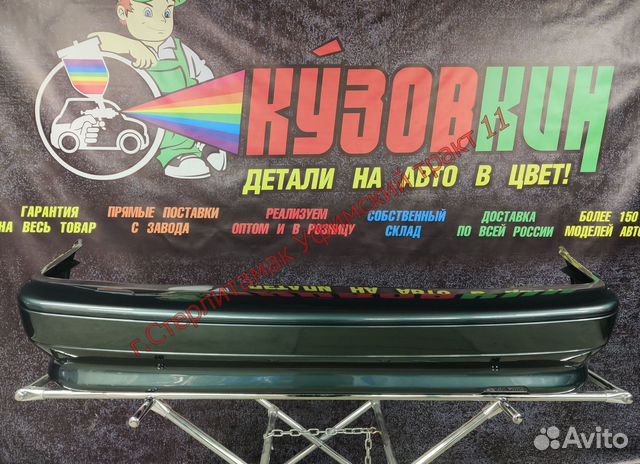 КУЗОВКИН
ДЕТАЛИ НА АВТО В ЦВЕТ!
ГАРАНТИЯ
НА ВЕСЬ ТОВАР
ПРЯМЫЕ ПОСТАВКИ
С ЗАВОДА
РЕАЛИЗУЕМ
ОПТОМ И В РОЗНИЦУ
СОБСТВЕННЫЙ
СКЛАД
ДОСТАВКА
ПО ВСЕЙ РОССИИ
БОЛЕЕ 150
МОДЕЛЕЙ АВТО
г.Стерлитамак Уфимский тракт 11
Avito